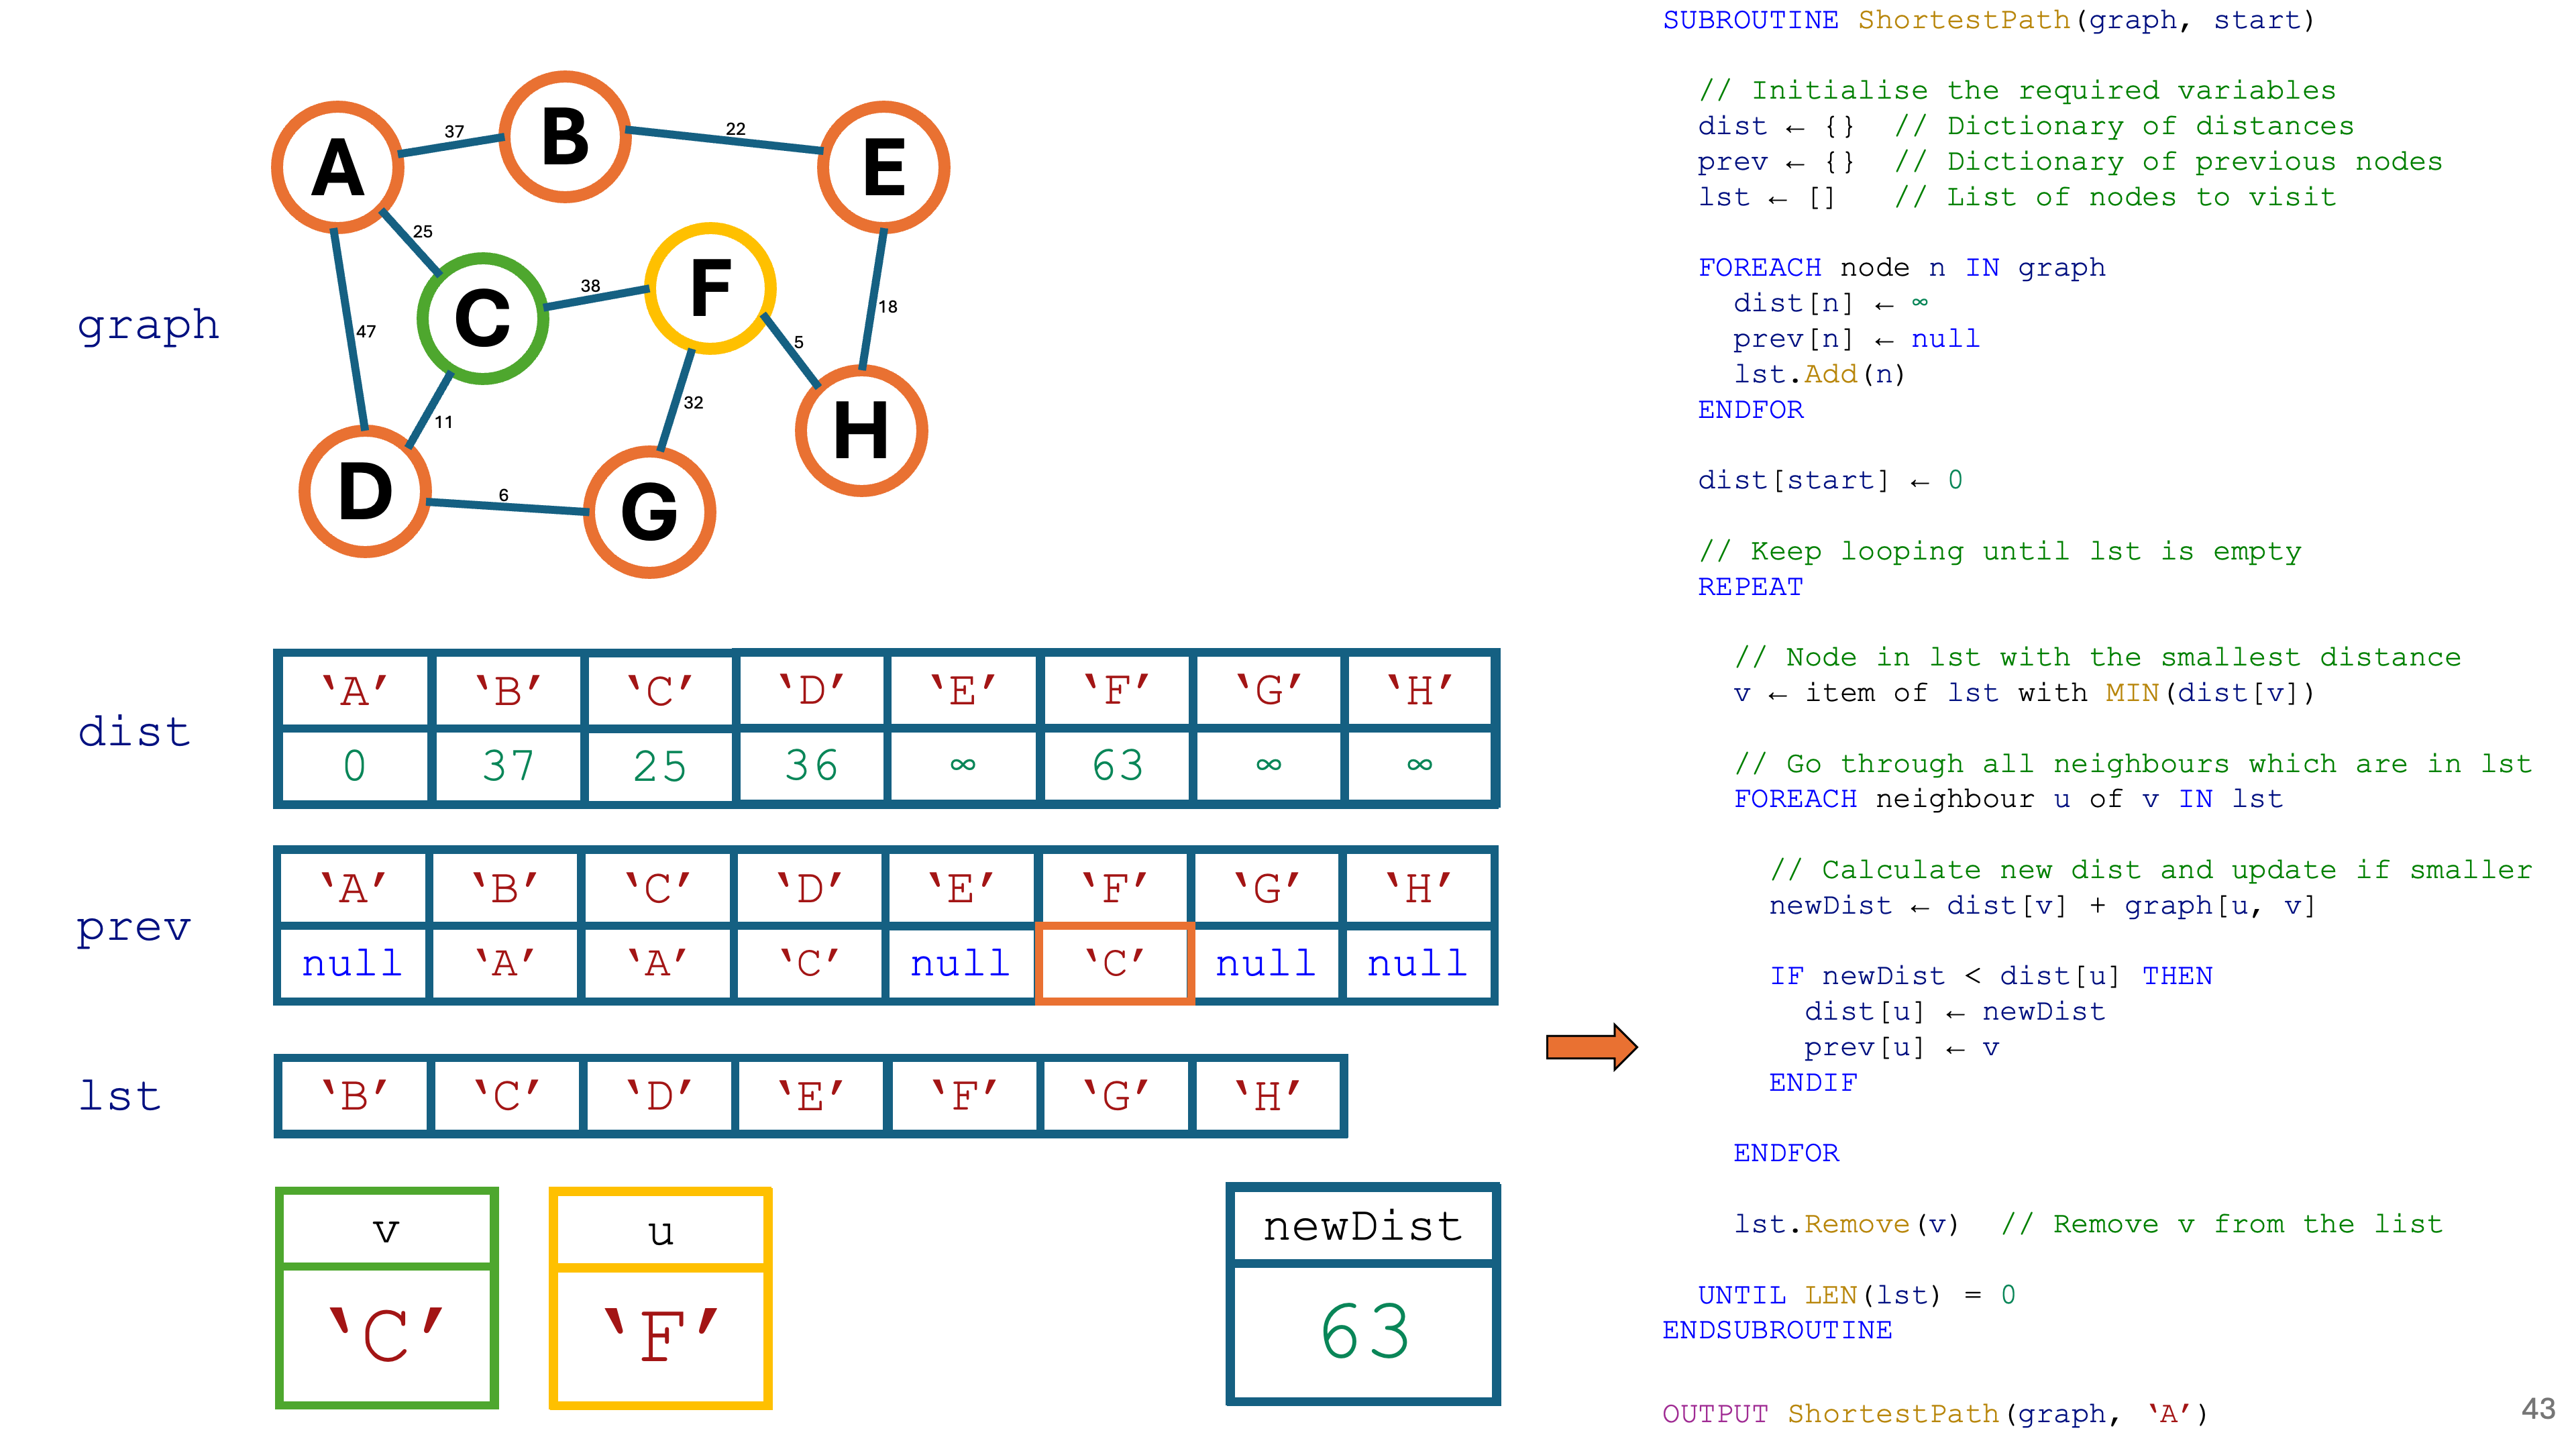 graph
A
B
E
C
F
D
G
H
37
22
25
38
47
5
18
11
32
6
dist
‘A’ ‘B’ ‘C’ ‘D’ ‘E’ ‘F’ ‘G’ ‘H’
0 37 25 36 ∞ 63 ∞ ∞
prev
‘A’ ‘B’ ‘C’ ‘D’ ‘E’ ‘F’ ‘G’ ‘H’
null ‘A’ ‘A’ ‘C’ null ‘C’ null null
lst
‘B’ ‘C’ ‘D’ ‘E’ ‘F’ ‘G’ ‘H’
v
‘C’
u
‘F’
newDist
63
SUBROUTINE ShortestPath(graph, start)
// Initialise the required variables
dist ← {} // Dictionary of distances
prev ← {} // Dictionary of previous nodes
lst ← [] // List of nodes to visit
FOREACH node n IN graph
dist[n] ← ∞
prev[n] ← null
lst.Add(n)
ENDFOR
dist[start] ← 0
// Keep looping until lst is empty
REPEAT
// Node in lst with the smallest distance
v ← item of lst with MIN(dist[v])
// Go through all neighbours which are in lst
FOREACH neighbour u of v IN lst
// Calculate new dist and update if smaller
newDist ← dist[v] + graph[u, v]
IF newDist < dist[u] THEN
dist[u] ← newDist
prev[u] ← v
ENDIF
ENDFOR
lst.Remove(v) // Remove v from the list
UNTIL LEN(lst) = 0
ENDSUBROUTINE
OUTPUT ShortestPath(graph, ‘A’)
43